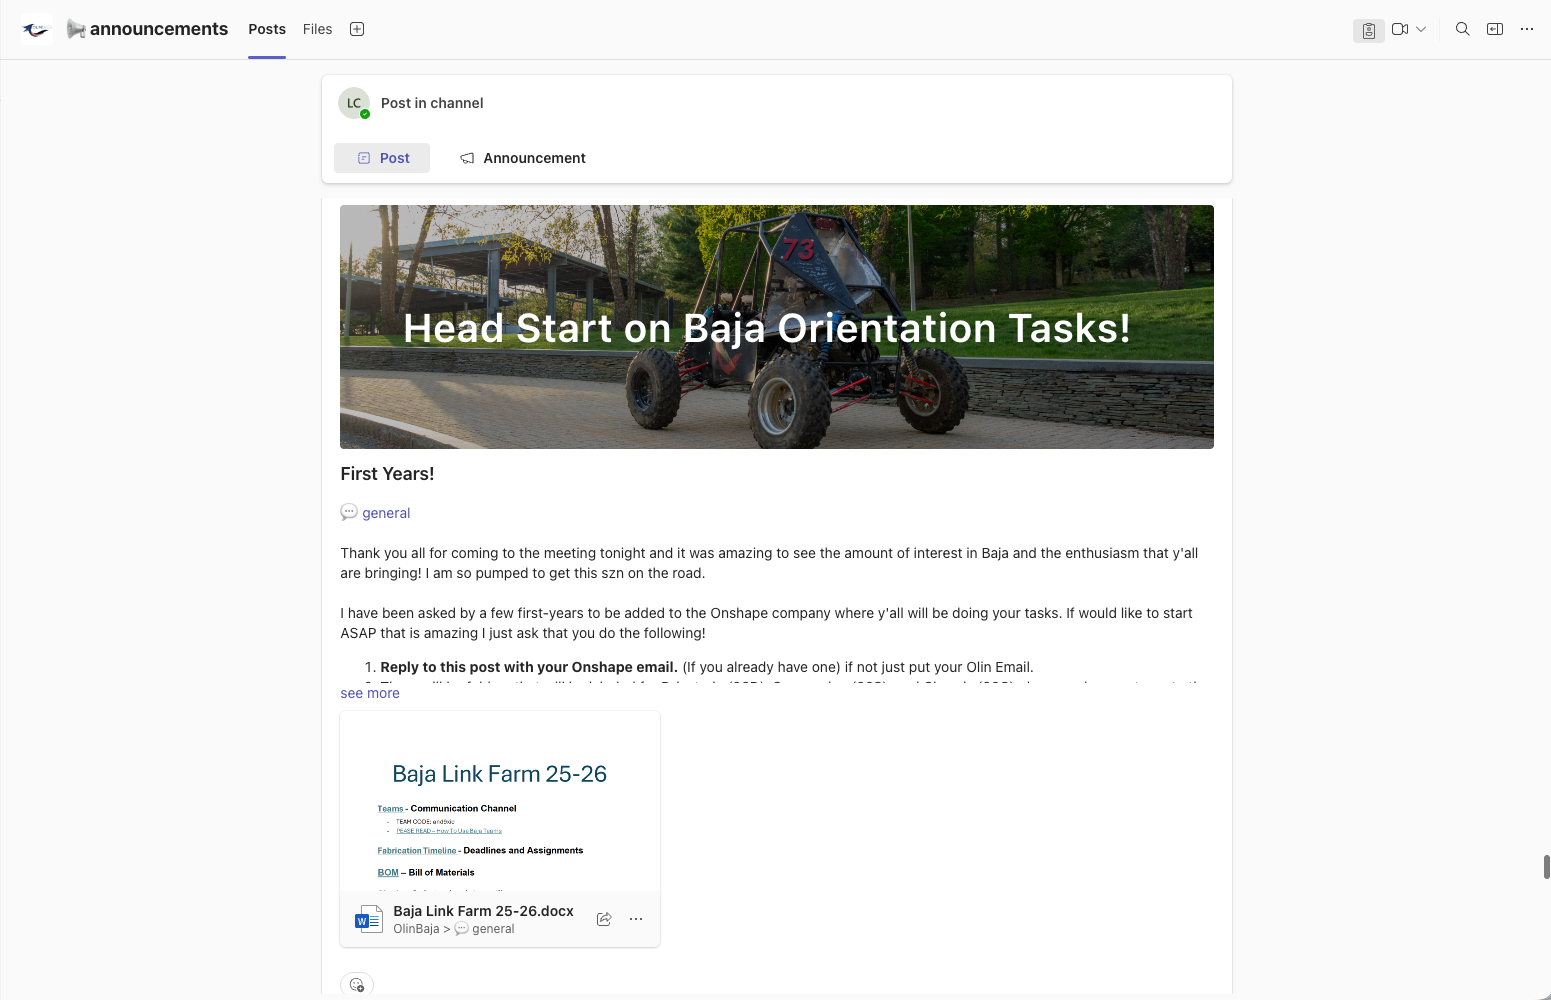 announcements Posts Files
LC Post in channel
Post Announcement
73
Head Start on Baja Orientation Tasks!
First Years!
general
Thank you all for coming to the meeting tonight and it was amazing to see the amount of interest in Baja and the enthusiasm that y'all
are bringing! I am so pumped to get this szn on the road.
I have been asked by a few first-years to be added to the Onshape company where y'all will be doing your tasks. If would like to start
ASAP that is amazing I just ask that you do the following!
1. Reply to this post with your Onshape email. (If you already have one) if not just put your Olin Email.
see more
Baja Link Farm 25-26
Teams - Communication Channel
- TEAM CODE: and9xic
- PEASE READ – How To Use Baja Teams
Fabrication Timeline - Deadlines and Assignments
BOM – Bill of Materials
W Baja Link Farm 25-26.docx
OlinBaja > general